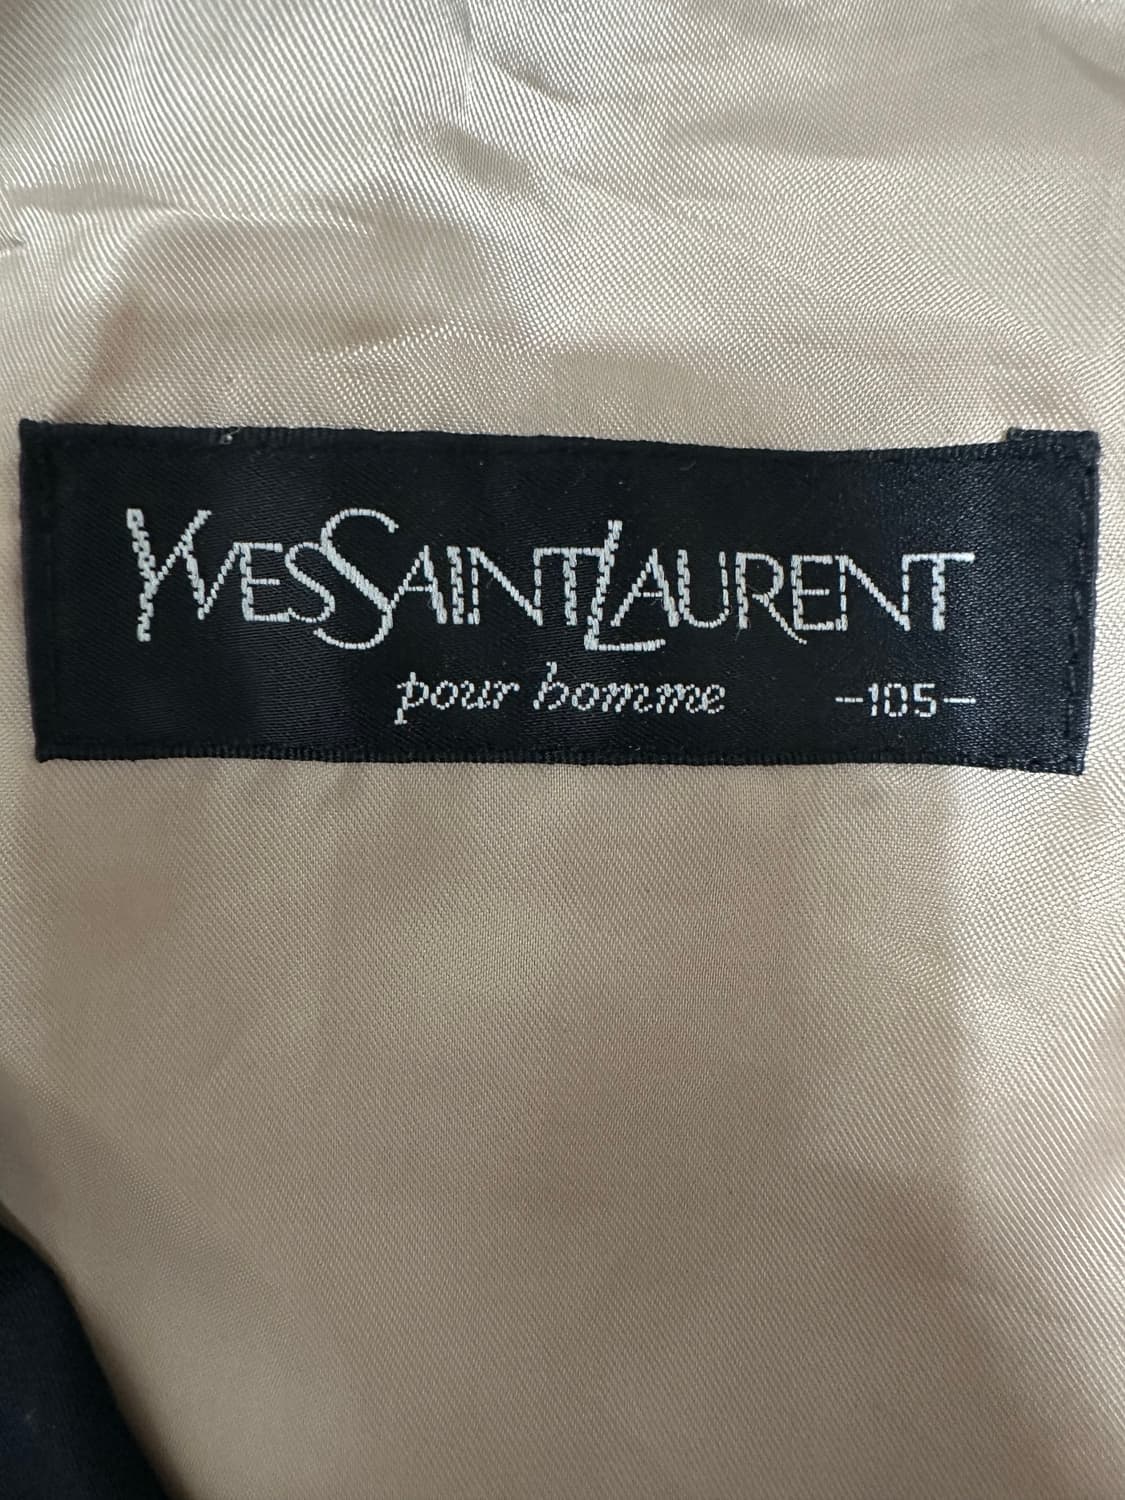 YVESSAINTLAURENT
pour homme -105-